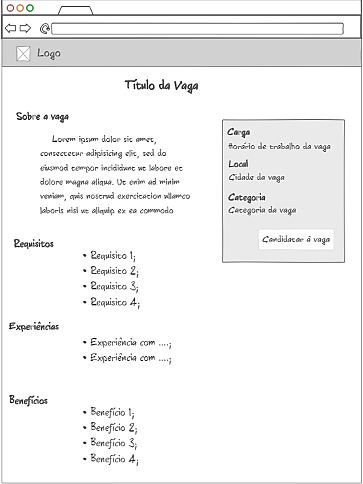 Logo
Título da Vaga
Sobre a vaga
Lorem ipsum dolor sit amet,
consectetur adipisicing elit, sed do
eiusmod tempor incididunt ut labore et
dolore magna aliqua. Ut enim ad minim
veniam, quis nostrud exercitation ullamco
laboris nisi ut aliquip ex ea commodo
Carga
Horário de trabalho da vaga
Local
Cidade da vaga
Categoria
Categoria da vaga
Candidatar à vaga
Requisitos
• Requisito 1;
• Requisito 2;
• Requisito 3;
• Requisito 4;
Experiências
• Experiência com ....;
• Experiência com ....;
Benefícios
• Benefício 1;
• Benefício 2;
• Benefício 3;
• Benefício 4;